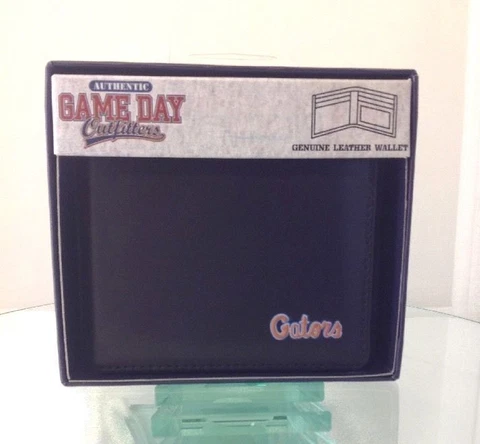 AUTHENTIC
GAME DAY
Outfitters
GENUINE LEATHER WALLET
Gators